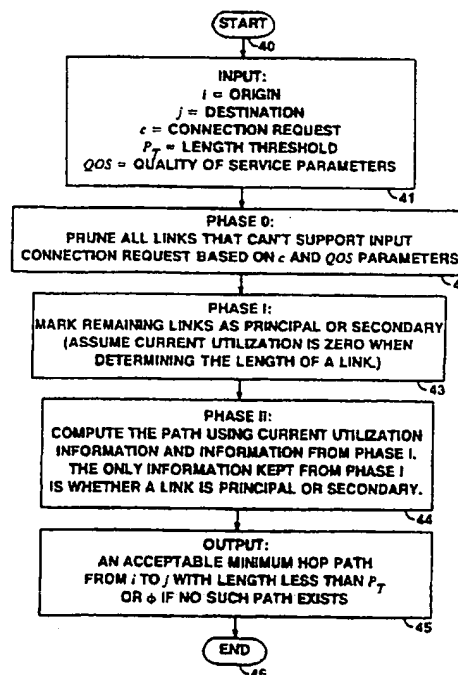 START
40
INPUT:
i = ORIGIN
j = DESTINATION
c = CONNECTION REQUEST
P_T = LENGTH THRESHOLD
QOS = QUALITY OF SERVICE PARAMETERS
41
PHASE 0:
PRUNE ALL LINKS THAT CAN'T SUPPORT INPUT
CONNECTION REQUEST BASED ON c AND QOS PARAMETERS
4
PHASE I:
MARK REMAINING LINKS AS PRINCIPAL OR SECONDARY
(ASSUME CURRENT UTILIZATION IS ZERO WHEN
DETERMINING THE LENGTH OF A LINK.)
43
PHASE II:
COMPUTE THE PATH USING CURRENT UTILIZATION
INFORMATION AND INFORMATION FROM PHASE I.
THE ONLY INFORMATION KEPT FROM PHASE I
IS WHETHER A LINK IS PRINCIPAL OR SECONDARY.
44
OUTPUT:
AN ACCEPTABLE MINIMUM HOP PATH
FROM i TO j WITH LENGTH LESS THAN P_T
OR ϕ IF NO SUCH PATH EXISTS
45
END
46